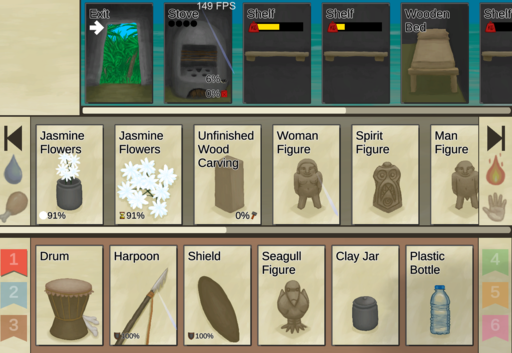 149 FPS
Exit
Stove
Shelf
Shelf
Wooden
Bed
Shelf
0%
Jasmine
Flowers
Jasmine
Flowers
Unfinished
Wood
Carving
Woman
Figure
Spirit
Figure
Man
Figure
91%
91%
0%
1
2
3
Drum
Harpoon
Shield
Seagull
Figure
Clay Jar
Plastic
Bottle
4
5
6
100%
100%